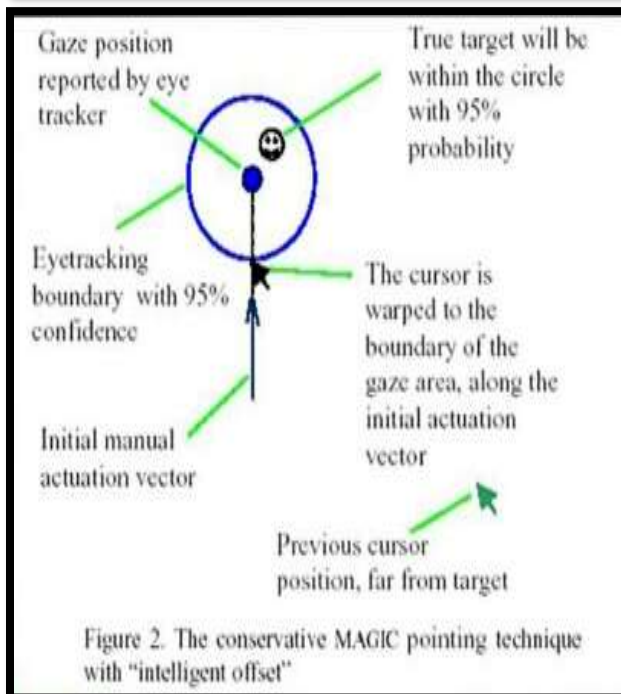 Gaze position
reported by eye
tracker
True target will be
within the circle
with 95%
probability
Eyetracking
boundary with 95%
confidence
The cursor is
warped to the
boundary of the
gaze area, along the
initial actuation
vector
Initial manual
actuation vector
Previous cursor
position, far from target
Figure 2. The conservative MAGIC pointing technique
with "intelligent offset"